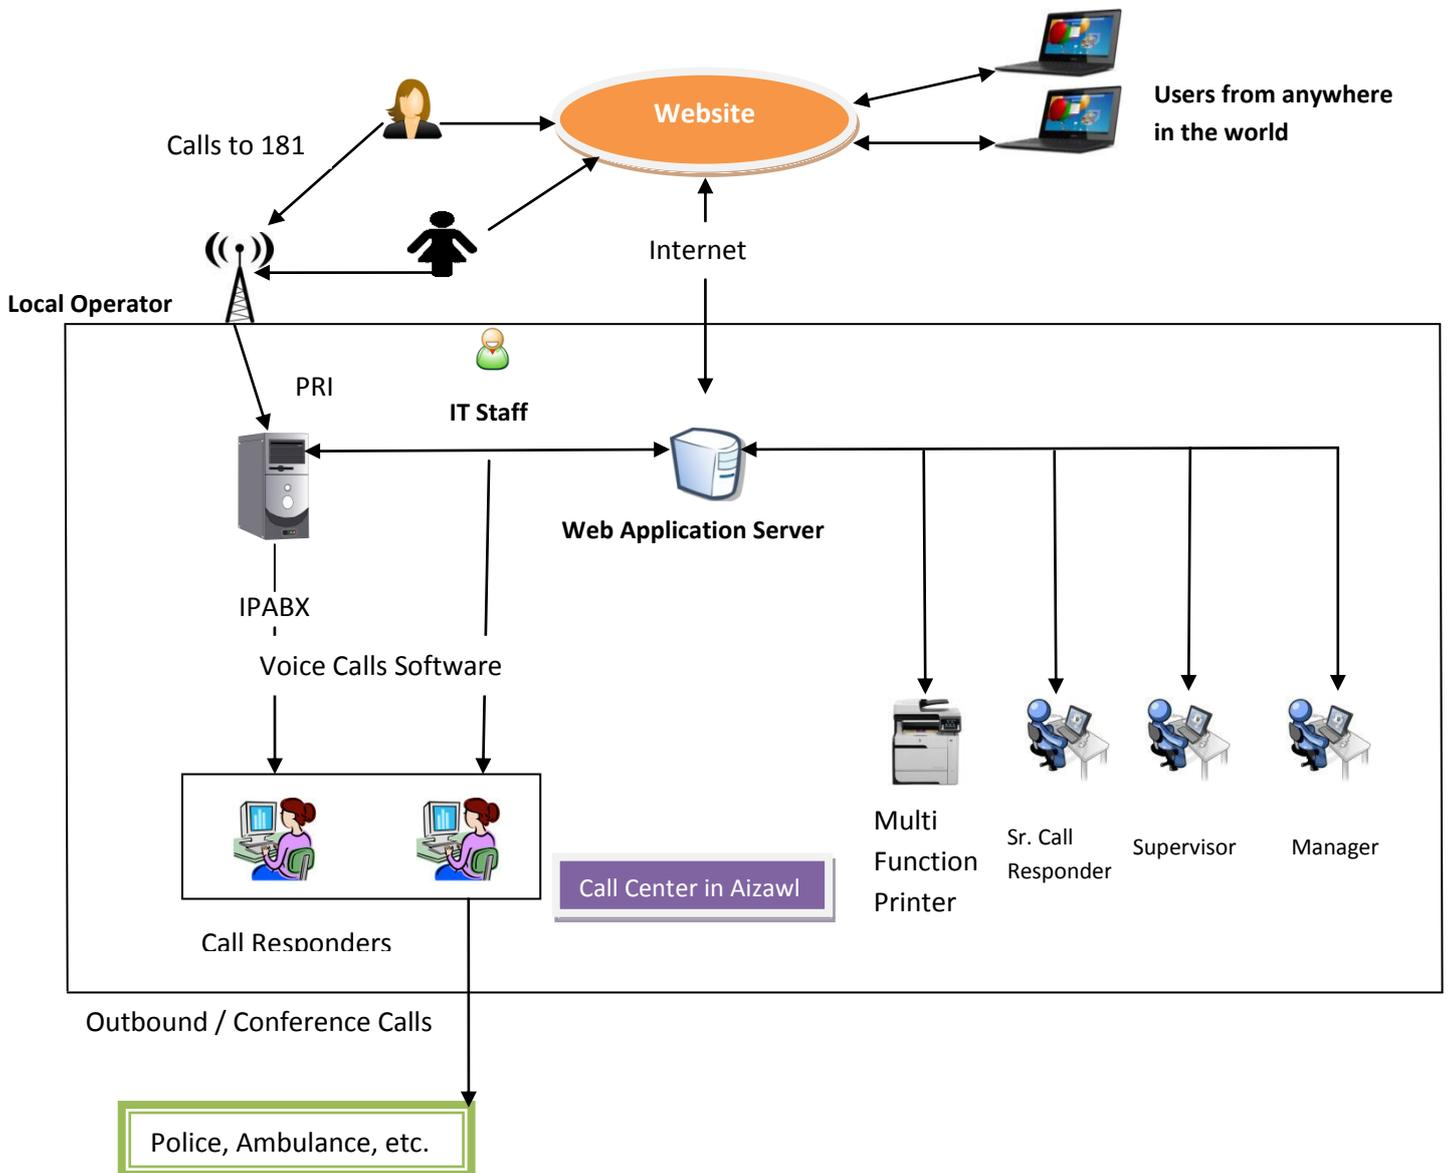 Website
Users from anywhere
in the world
Calls to 181
Internet
Local Operator
PRI
IT Staff
Web Application Server
IPABX
Voice Calls Software
Multi
Function
Printer
Sr. Call
Responder
Supervisor
Manager
Call Center in Aizawl
Call Responders
Outbound / Conference Calls
Police, Ambulance, etc.